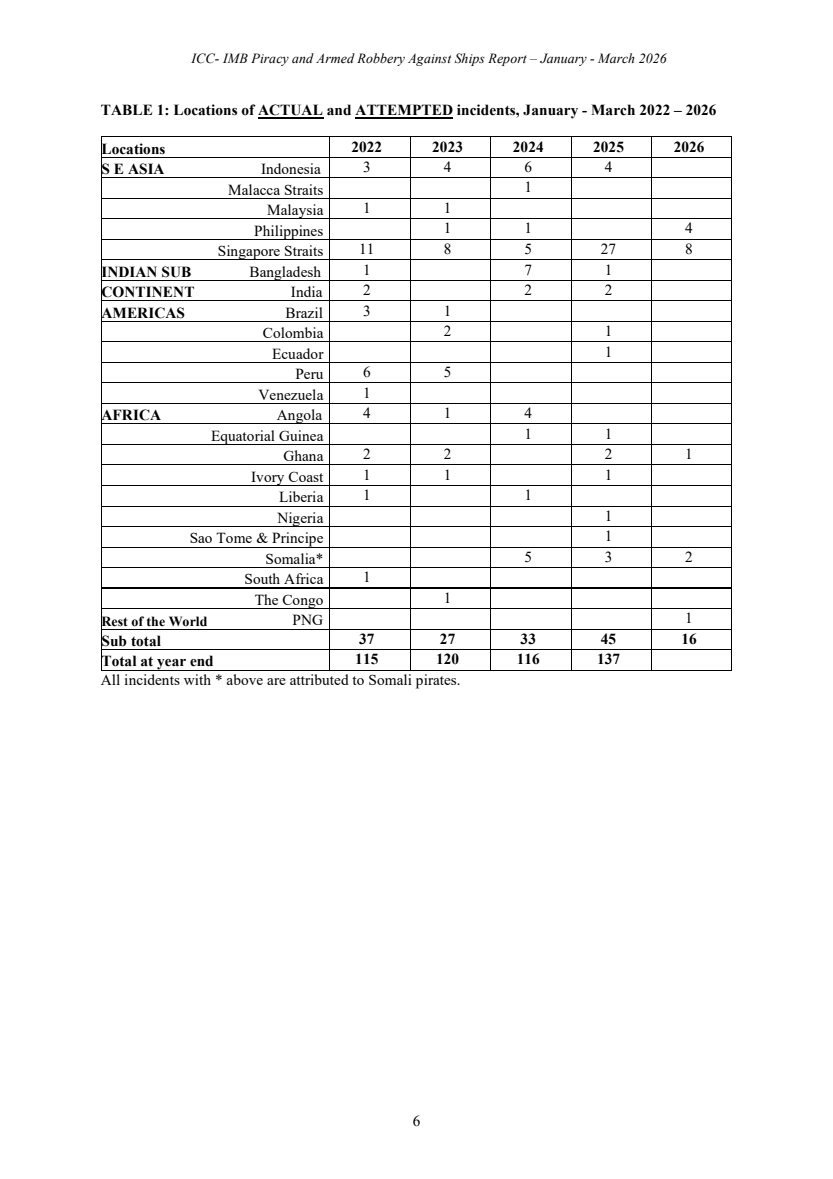 ICC- IMB Piracy and Armed Robbery Against Ships Report – January - March 2026
TABLE 1: Locations of ACTUAL and ATTEMPTED incidents, January - March 2022 – 2026
Locations 2022 2023 2024 2025 2026
S E ASIA Indonesia 3 4 6 4
Malacca Straits 1
Malaysia 1 1
Philippines 1 1 4
Singapore Straits 11 8 5 27 8
INDIAN SUB Bangladesh 1 7 1
CONTINENT India 2 2 2
AMERICAS Brazil 3 1
Colombia 2 1
Ecuador 1
Peru 6 5
Venezuela 1
AFRICA Angola 4 1 4
Equatorial Guinea 1 1
Ghana 2 2 2 1
Ivory Coast 1 1 1
Liberia 1 1
Nigeria 1
Sao Tome & Principe 1
Somalia* 5 3 2
South Africa 1
The Congo 1
Rest of the World PNG 1
Sub total 37 27 33 45 16
Total at year end 115 120 116 137
All incidents with * above are attributed to Somali pirates.
6